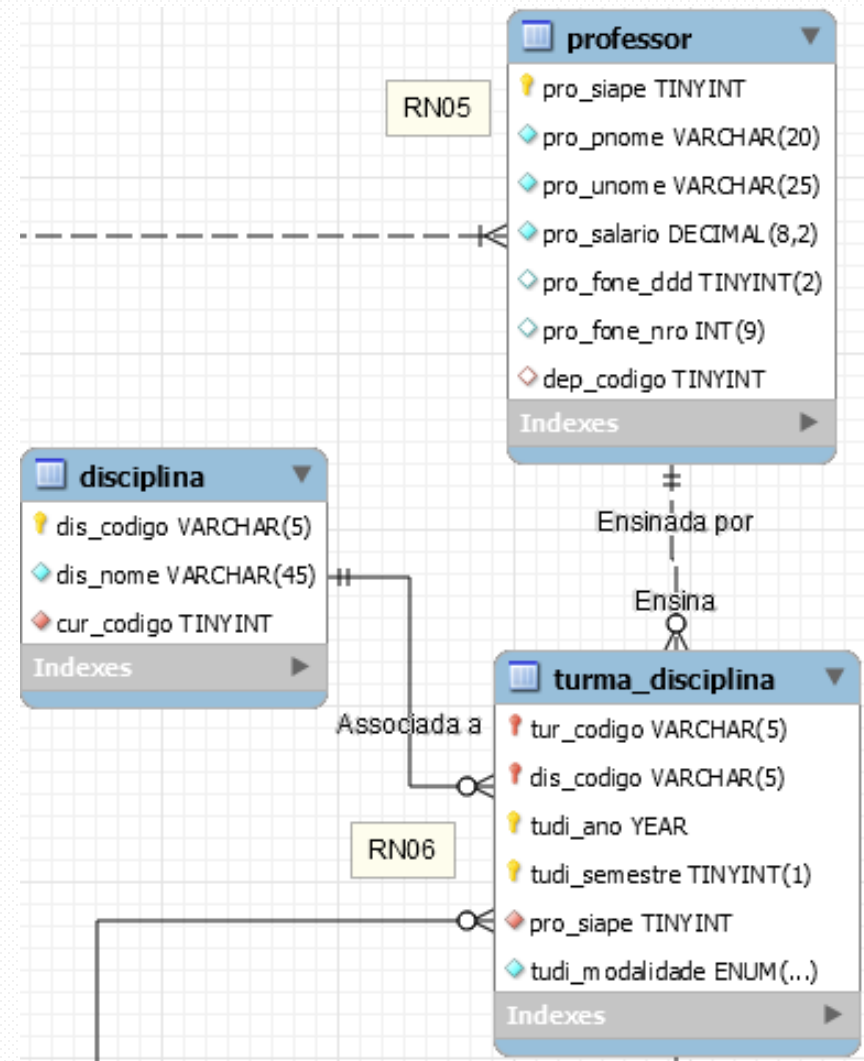 professor
RN05
pro_siape TINYINT
pro_pnome VARCHAR(20)
pro_unome VARCHAR(25)
pro_salario DECIMAL(8,2)
pro_fone_ddd TINYINT(2)
pro_fone_nro INT(9)
dep_codigo TINYINT
Indexes
disciplina
dis_codigo VARCHAR(5)
dis_nome VARCHAR(45)
cur_codigo TINYINT
Indexes
Ensinada por
Ensina
Associada a
turma_disciplina
tur_codigo VARCHAR(5)
dis_codigo VARCHAR(5)
tudi_ano YEAR
tudi_semestre TINYINT(1)
pro_siape TINYINT
tudi_modalidade ENUM(...)
Indexes
RN06